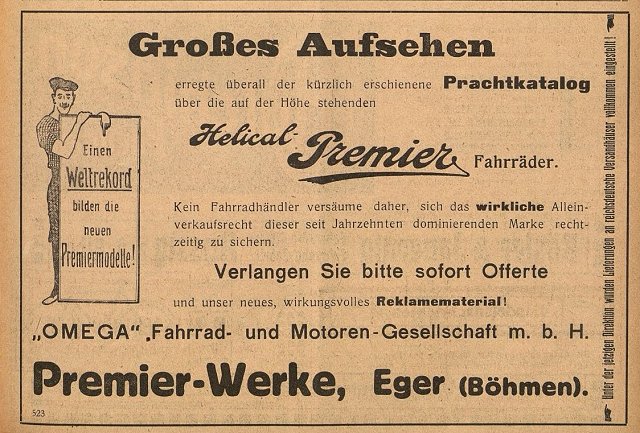 Großes Aufsehen
erregte überall der kürzlich erschienene Prachtkatalog
über die auf der Höhe stehenden
Helical-Premier Fahrräder.
Einen
Weltrekord
bilden die
neuen
Premiermodelle!
Kein Fahrradhändler versäume daher, sich das wirkliche Allein-
verkaufsrecht dieser seit Jahrzehnten dominierenden Marke recht-
zeitig zu sichern.
Verlangen Sie bitte sofort Offerte
und unser neues, wirkungsvolles Reklamematerial!
„OMEGA“ Fahrrad- und Motoren-Gesellschaft m. b. H.
Premier-Werke, Eger (Böhmen).
523
Unter der jetzigen Direktion wurden Lieferungen an reichsdeutsche Versandhäuser vollkommen eingestellt!